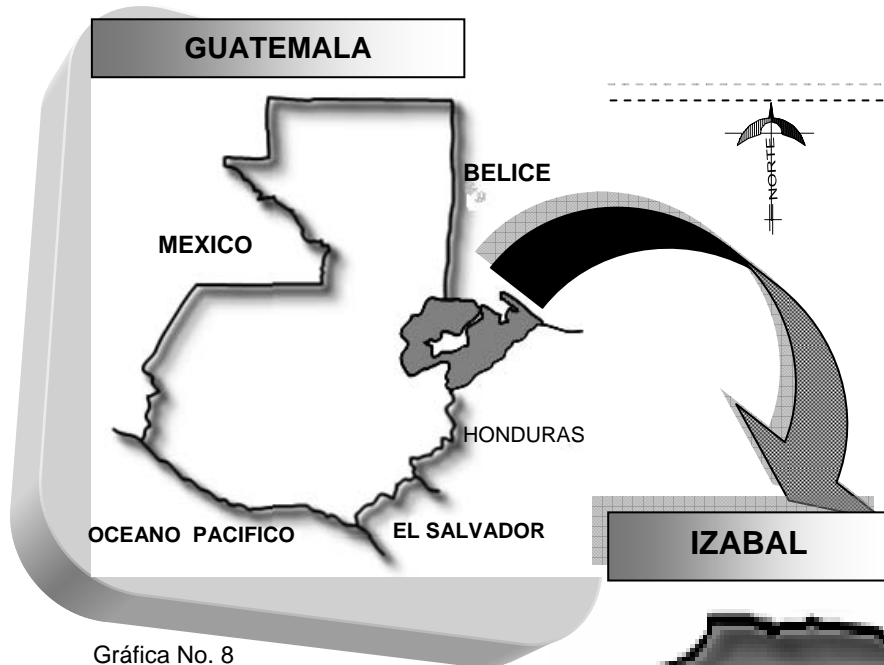 GUATEMALA
NORTE
BELICE
MEXICO
HONDURAS
OCEANO PACIFICO
EL SALVADOR
IZABAL
Gráfica No. 8